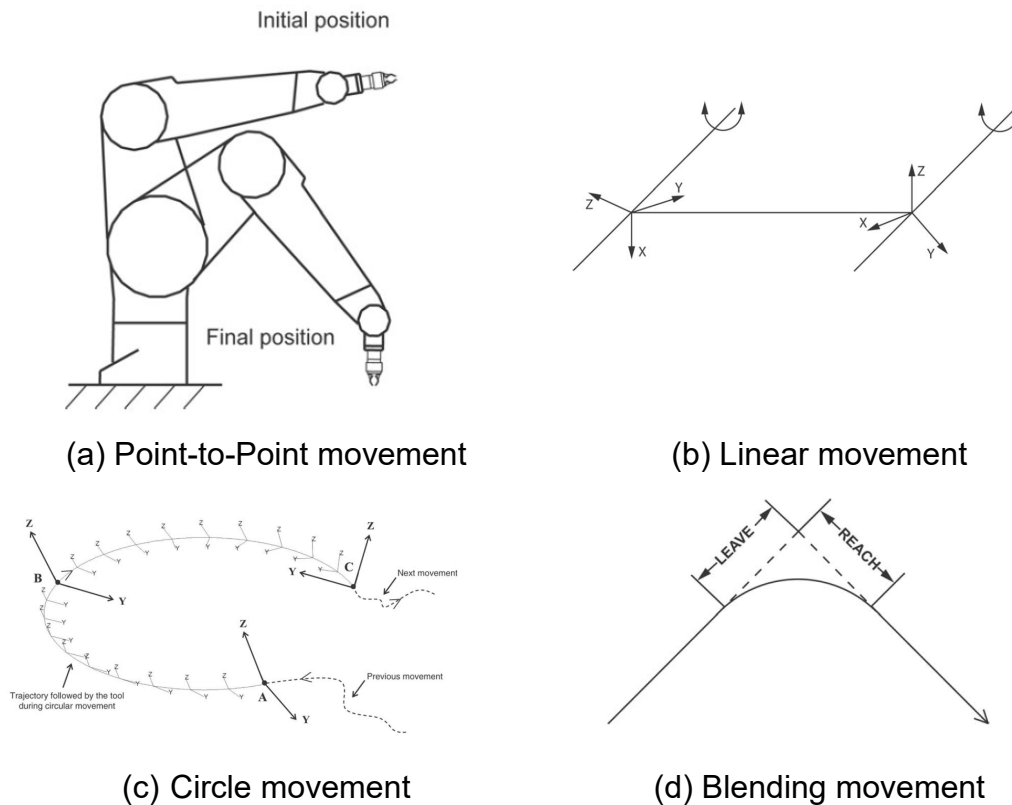 Initial position
Final position
(a) Point-to-Point movement
Z
Y
X
Z
X
Y
(b) Linear movement
Z
B
Y
Z
Y
C
Next movement
Z
A
Y
Previous movement
Trajectory followed by the tool
during circular movement
Z Z Z Z Z Z Z Z
Y Y Y Y Y Y Y Y
(c) Circle movement
LEAVE
REACH
(d) Blending movement